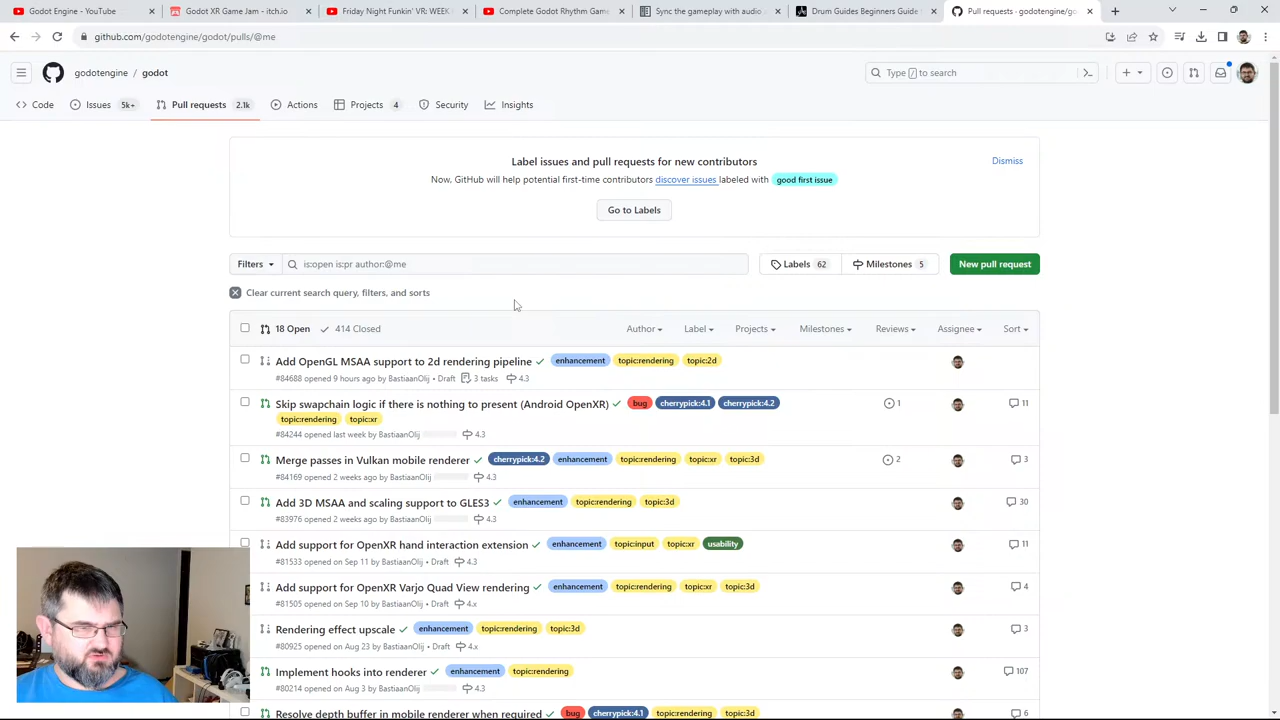 Godot Engine - YouTube
Godot XR Game Jam - itch.io
Friday Night Funkin' VR: WEEK
Complete Godot Rhythm Gam
Sync the gameplay with audio
Drum Guides Beginners Guide
Pull requests · godotengine/go
github.com/godotengine/godot/pulls/@me
godotengine / godot
Type / to search
Code
Issues 5k+
Pull requests 2.1k
Actions
Projects 4
Security
Insights
Label issues and pull requests for new contributors
Dismiss
Now, GitHub will help potential first-time contributors discover issues labeled with good first issue
Go to Labels
Filters
is:open is:pr author:@me
Labels 62
Milestones 5
New pull request
Clear current search query, filters, and sorts
18 Open
414 Closed
Author
Label
Projects
Milestones
Reviews
Assignee
Sort
Add OpenGL MSAA support to 2d rendering pipeline enhancement topic:rendering topic:2d
#84688 opened 9 hours ago by BastiaanOlij • Draft 3 tasks 4.3
Skip swapchain logic if there is nothing to present (Android OpenXR) bug cherrypick:4.1 cherrypick:4.2 1 11
topic:rendering topic:xr
#84244 opened last week by BastiaanOlij 4.3
Merge passes in Vulkan mobile renderer cherrypick:4.2 enhancement topic:rendering topic:xr topic:3d 2 3
#84169 opened 2 weeks ago by BastiaanOlij 4.3
Add 3D MSAA and scaling support to GLES3 enhancement topic:rendering topic:3d 30
#83976 opened 2 weeks ago by BastiaanOlij 4.3
Add support for OpenXR hand interaction extension enhancement topic:input topic:xr usability 11
#81533 opened on Sep 11 by BastiaanOlij • Draft 4.3
Add support for OpenXR Varjo Quad View rendering enhancement topic:rendering topic:xr topic:3d 4
#81505 opened on Sep 10 by BastiaanOlij • Draft 4.x
Rendering effect upscale enhancement topic:rendering topic:3d 3
#80925 opened on Aug 23 by BastiaanOlij • Draft 4.x
Implement hooks into renderer enhancement topic:rendering 107
#80214 opened on Aug 3 by BastiaanOlij 4.3
Resolve depth buffer in mobile renderer when required bug cherrypick:4.1 enhancement topic:rendering topic:3d 6